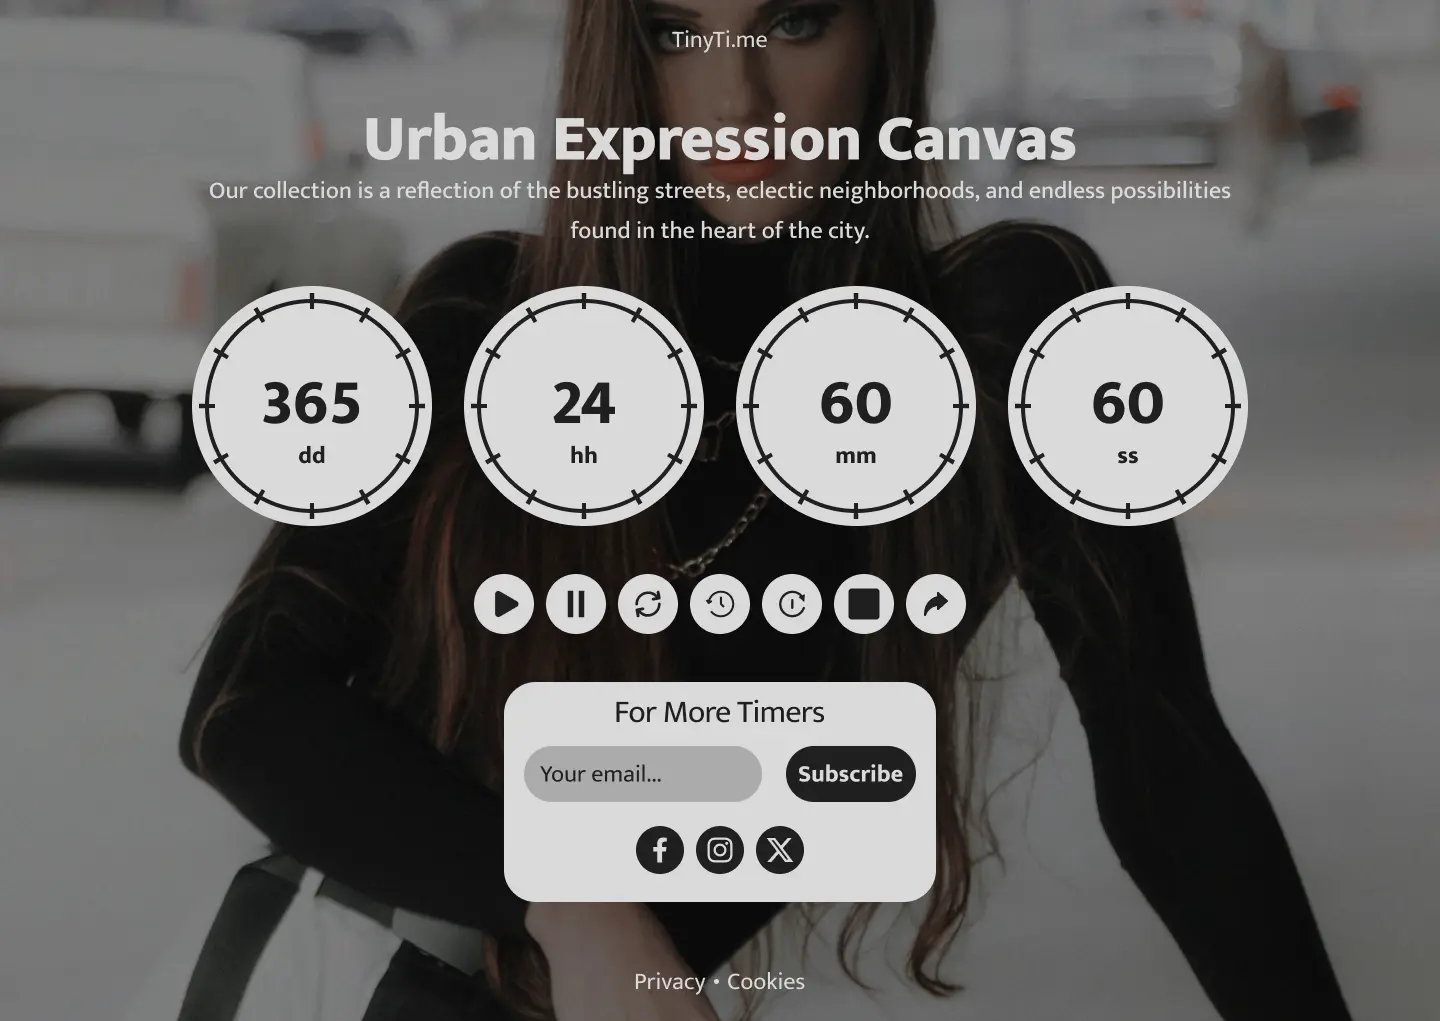 TinyTi.me
Urban Expression Canvas
Our collection is a reflection of the bustling streets, eclectic neighborhoods, and endless possibilities
found in the heart of the city.
365
dd
24
hh
60
mm
60
ss
For More Timers
Your email...
Subscribe
Privacy • Cookies